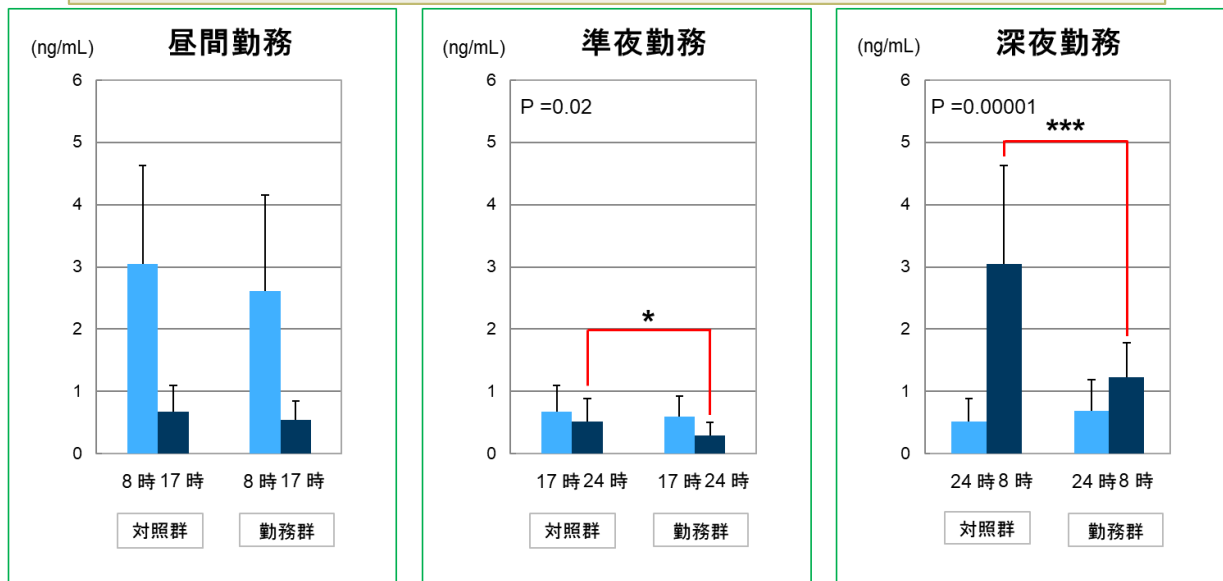 昼間勤務
(ng/mL)
6
5
4
3
2
1
0
8 時 17 時
8 時 17 時
対照群
勤務群
準夜勤務
(ng/mL)
6
P =0.02
5
4
3
2
*
1
0
17 時 24 時
17 時 24 時
対照群
勤務群
深夜勤務
(ng/mL)
6
P =0.00001
***
5
4
3
2
1
0
24 時 8 時
24 時 8 時
対照群
勤務群